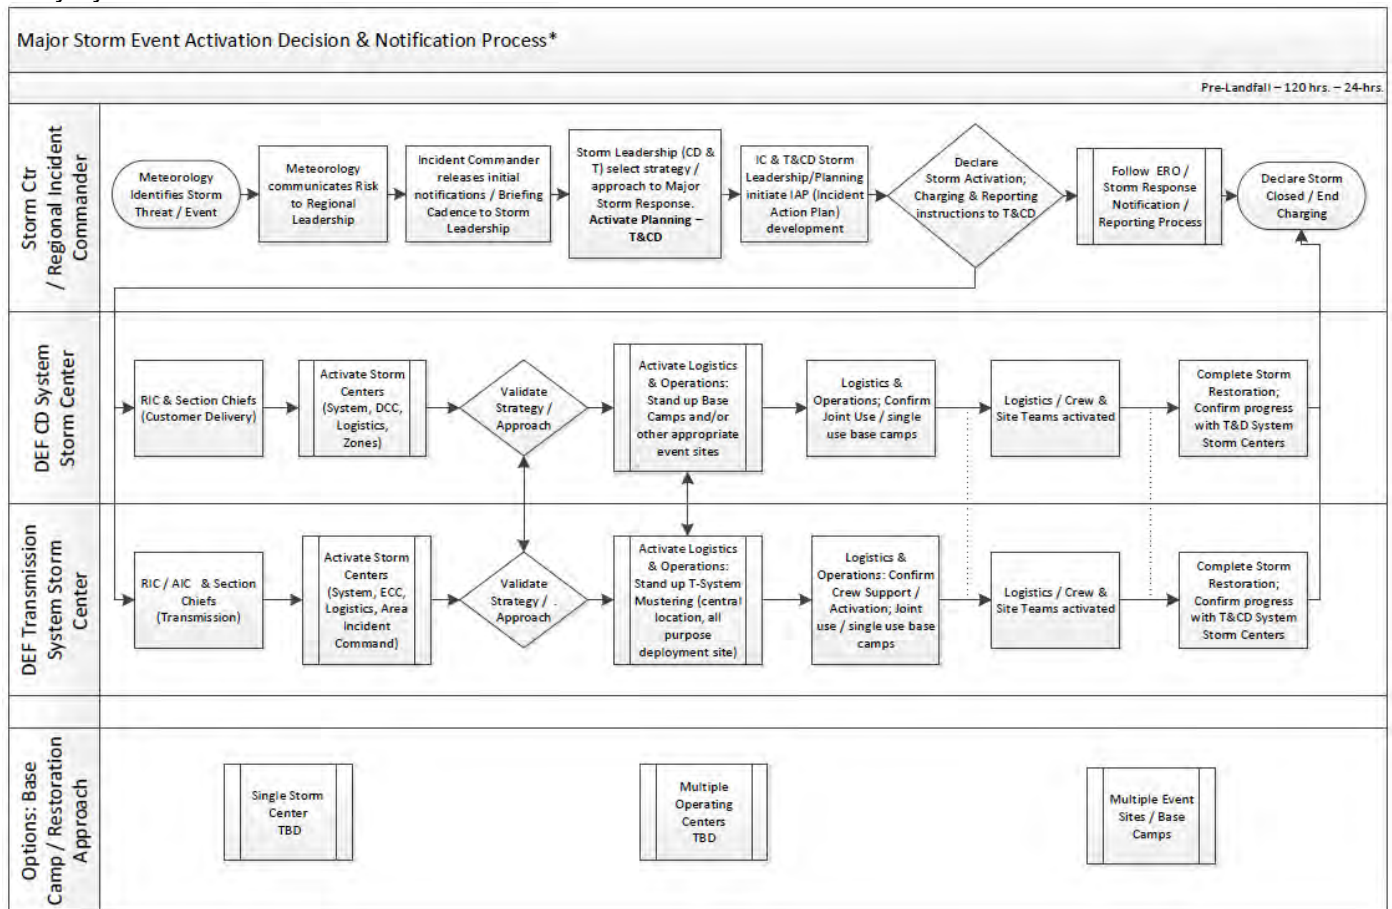 Major Storm Event Activation Decision & Notification Process*
Pre-Landfall – 120 hrs. – 24-hrs.
Storm Ctr
/ Regional Incident
Commander
Meteorology
Identifies Storm
Threat / Event
Meteorology
communicates Risk
to Regional
Leadership
Incident Commander
releases initial
notifications / Briefing
Cadence to Storm
Leadership
Storm Leadership (CD &
T) select strategy /
approach to Major
Storm Response.
Activate Planning –
T&CD
IC & T&CD Storm
Leadership/Planning
initiate IAP (Incident
Action Plan)
development
Declare
Storm Activation;
Charging & Reporting
instructions to T&CD
Follow ERO /
Storm Response
Notification /
Reporting Process
Declare Storm
Closed / End
Charging
DEF CD System
Storm Center
RIC & Section Chiefs
(Customer Delivery)
Activate Storm
Centers
(System, DCC,
Logistics,
Zones)
Validate
Strategy /
Approach
Activate Logistics
& Operations:
Stand up Base
Camps and/or
other appropriate
event sites
Logistics &
Operations; Confirm
Joint Use / single
use base camps
Logistics / Crew &
Site Teams activated
Complete Storm
Restoration;
Confirm progress
with T&D System
Storm Centers
DEF Transmission
System Storm
Center
RIC / AIC & Section
Chiefs
(Transmission)
Activate Storm
Centers
(System, ECC,
Logistics, Area
Incident
Command)
Validate
Strategy / .
Approach
Activate Logistics
& Operations:
Stand up T-System
Mustering (central
location, all
purpose
deployment site)
Logistics &
Operations: Confirm
Crew Support /
Activation; Joint
use / single use base
camps
Logistics / Crew &
Site Teams activated
Complete Storm
Restoration;
Confirm progress
with T&CD System
Storm Centers
Options: Base
Camp / Restoration
Approach
Single Storm
Center
TBD
Multiple
Operating
Centers
TBD
Multiple Event
Sites / Base
Camps